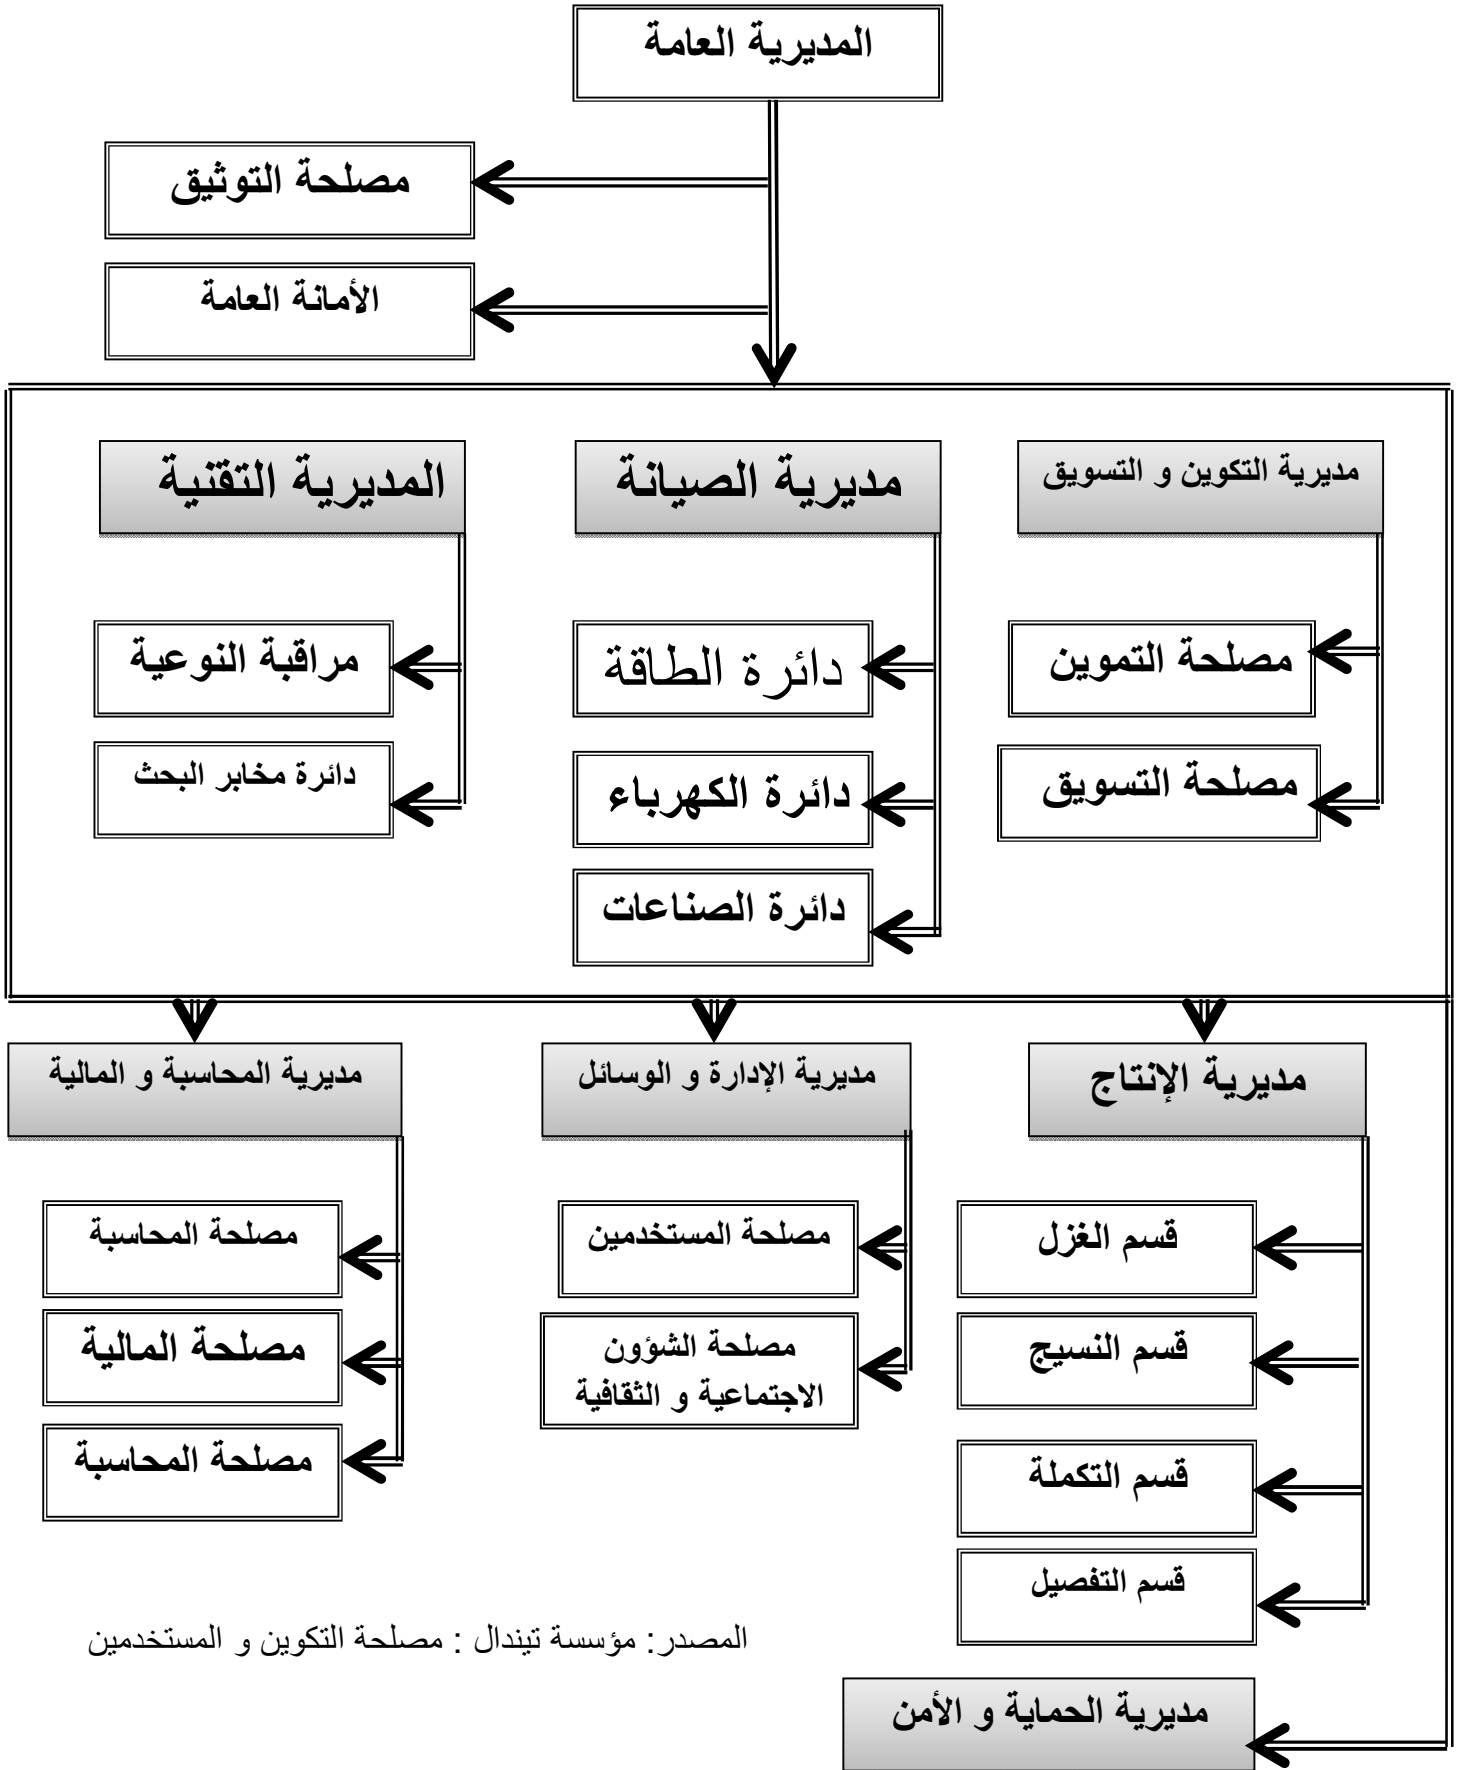 المديرية العامة
مصلحة التوثيق
الأمانة العامة
مديرية التكوين و التسويق
مديرية الصيانة
المديرية التقنية
مصلحة التموين
دائرة الطاقة
مراقبة النوعية
مصلحة التسويق
دائرة الكهرباء
دائرة مخابر البحث
دائرة الصناعات
مديرية الإنتاج
مديرية الإدارة و الوسائل
مديرية المحاسبة و المالية
قسم الغزل
مصلحة المستخدمين
مصلحة المحاسبة
قسم النسيج
مصلحة الشؤون
الاجتماعية و الثقافية
مصلحة المالية
قسم التكملة
مصلحة المحاسبة
قسم التفصيل
المصدر: مؤسسة تيندال : مصلحة التكوين و المستخدمين
مديرية الحماية و الأمن